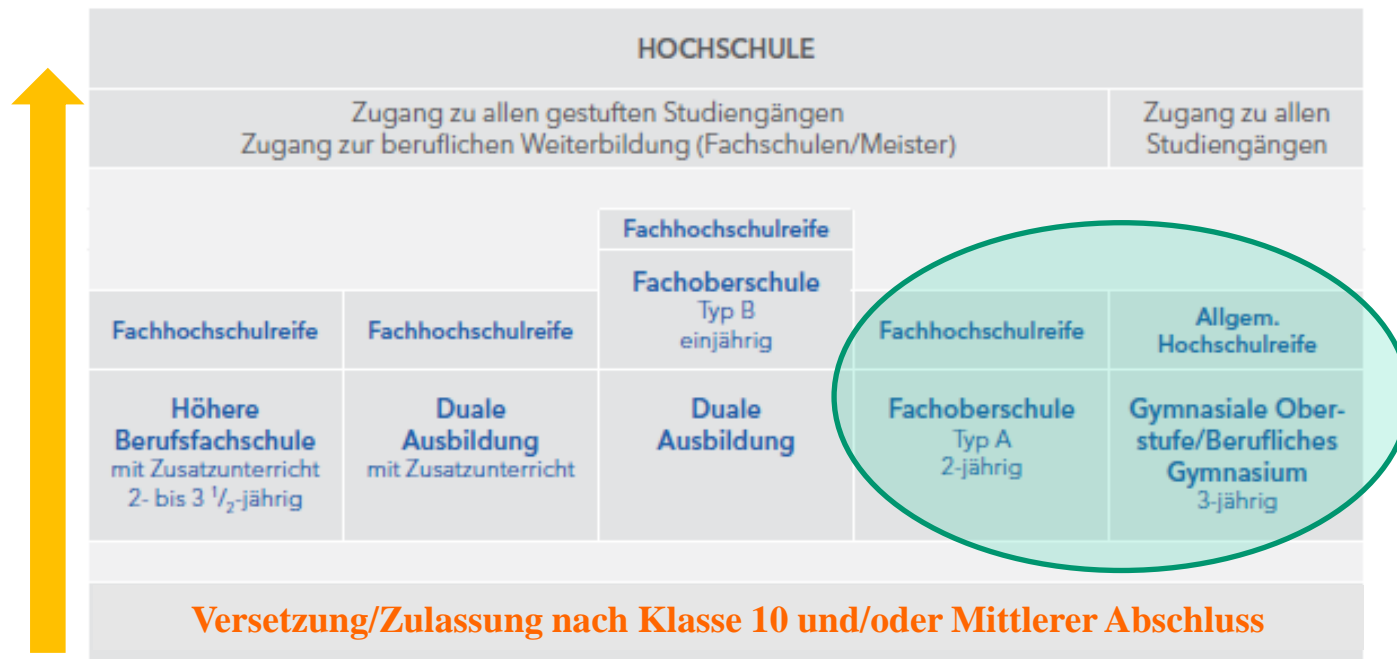 HOCHSCHULE
Zugang zu allen gestuften Studiengängen
Zugang zur beruflichen Weiterbildung (Fachschulen/Meister)
Zugang zu allen
Studiengängen
Fachhochschulreife
Fachoberschule
Typ B
einjährig
Fachhochschulreife
Fachhochschulreife
Fachhochschulreife
Allgem.
Hochschulreife
Höhere
Berufsfachschule
mit Zusatzunterricht
2- bis 3 1/2-jährig
Duale
Ausbildung
mit Zusatzunterricht
Duale
Ausbildung
Fachoberschule
Typ A
2-jährig
Gymnasiale Ober-
stufe/Berufliches
Gymnasium
3-jährig
Versetzung/Zulassung nach Klasse 10 und/oder Mittlerer Abschluss